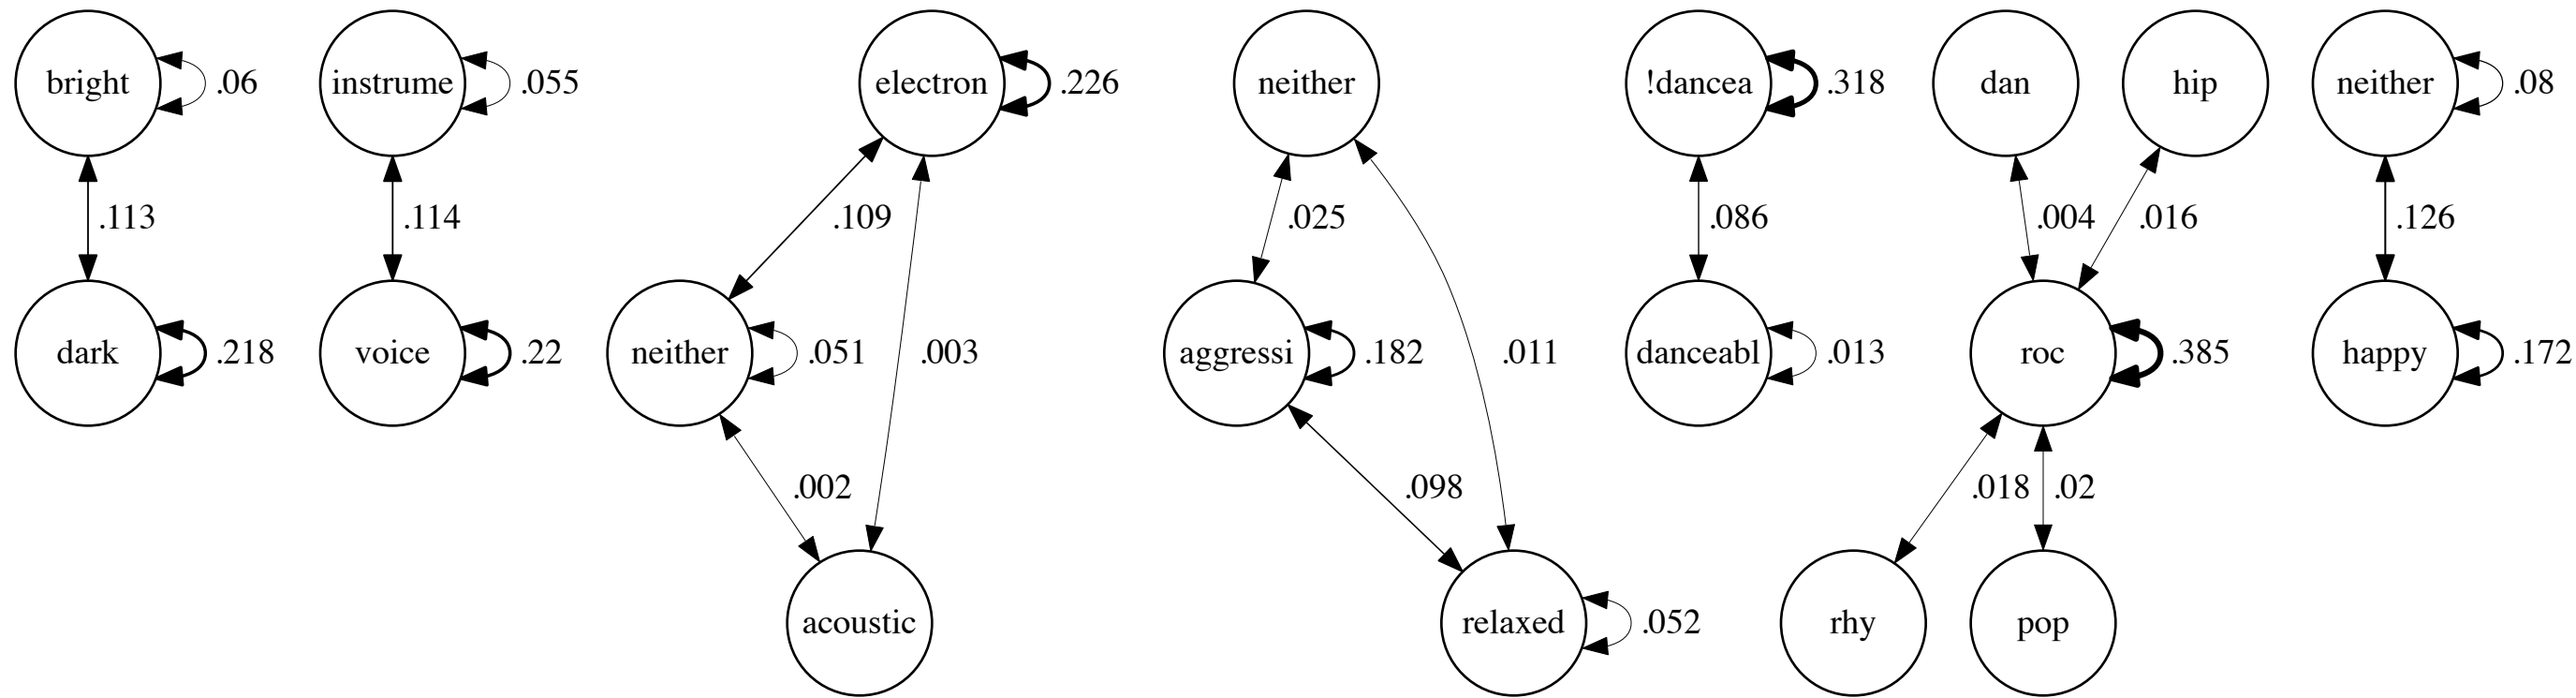 bright
.06
instrume
.055
electron
.226
neither
!dancea
.318
dan
hip
neither
.08
.113
.114
.109
.025
.086
.004
.016
.126
dark
.218
voice
.22
neither
.051
.003
aggressi
.182
.011
danceabl
.013
roc
.385
happy
.172
.002
.098
.018
.02
acoustic
relaxed
.052
rhy
pop